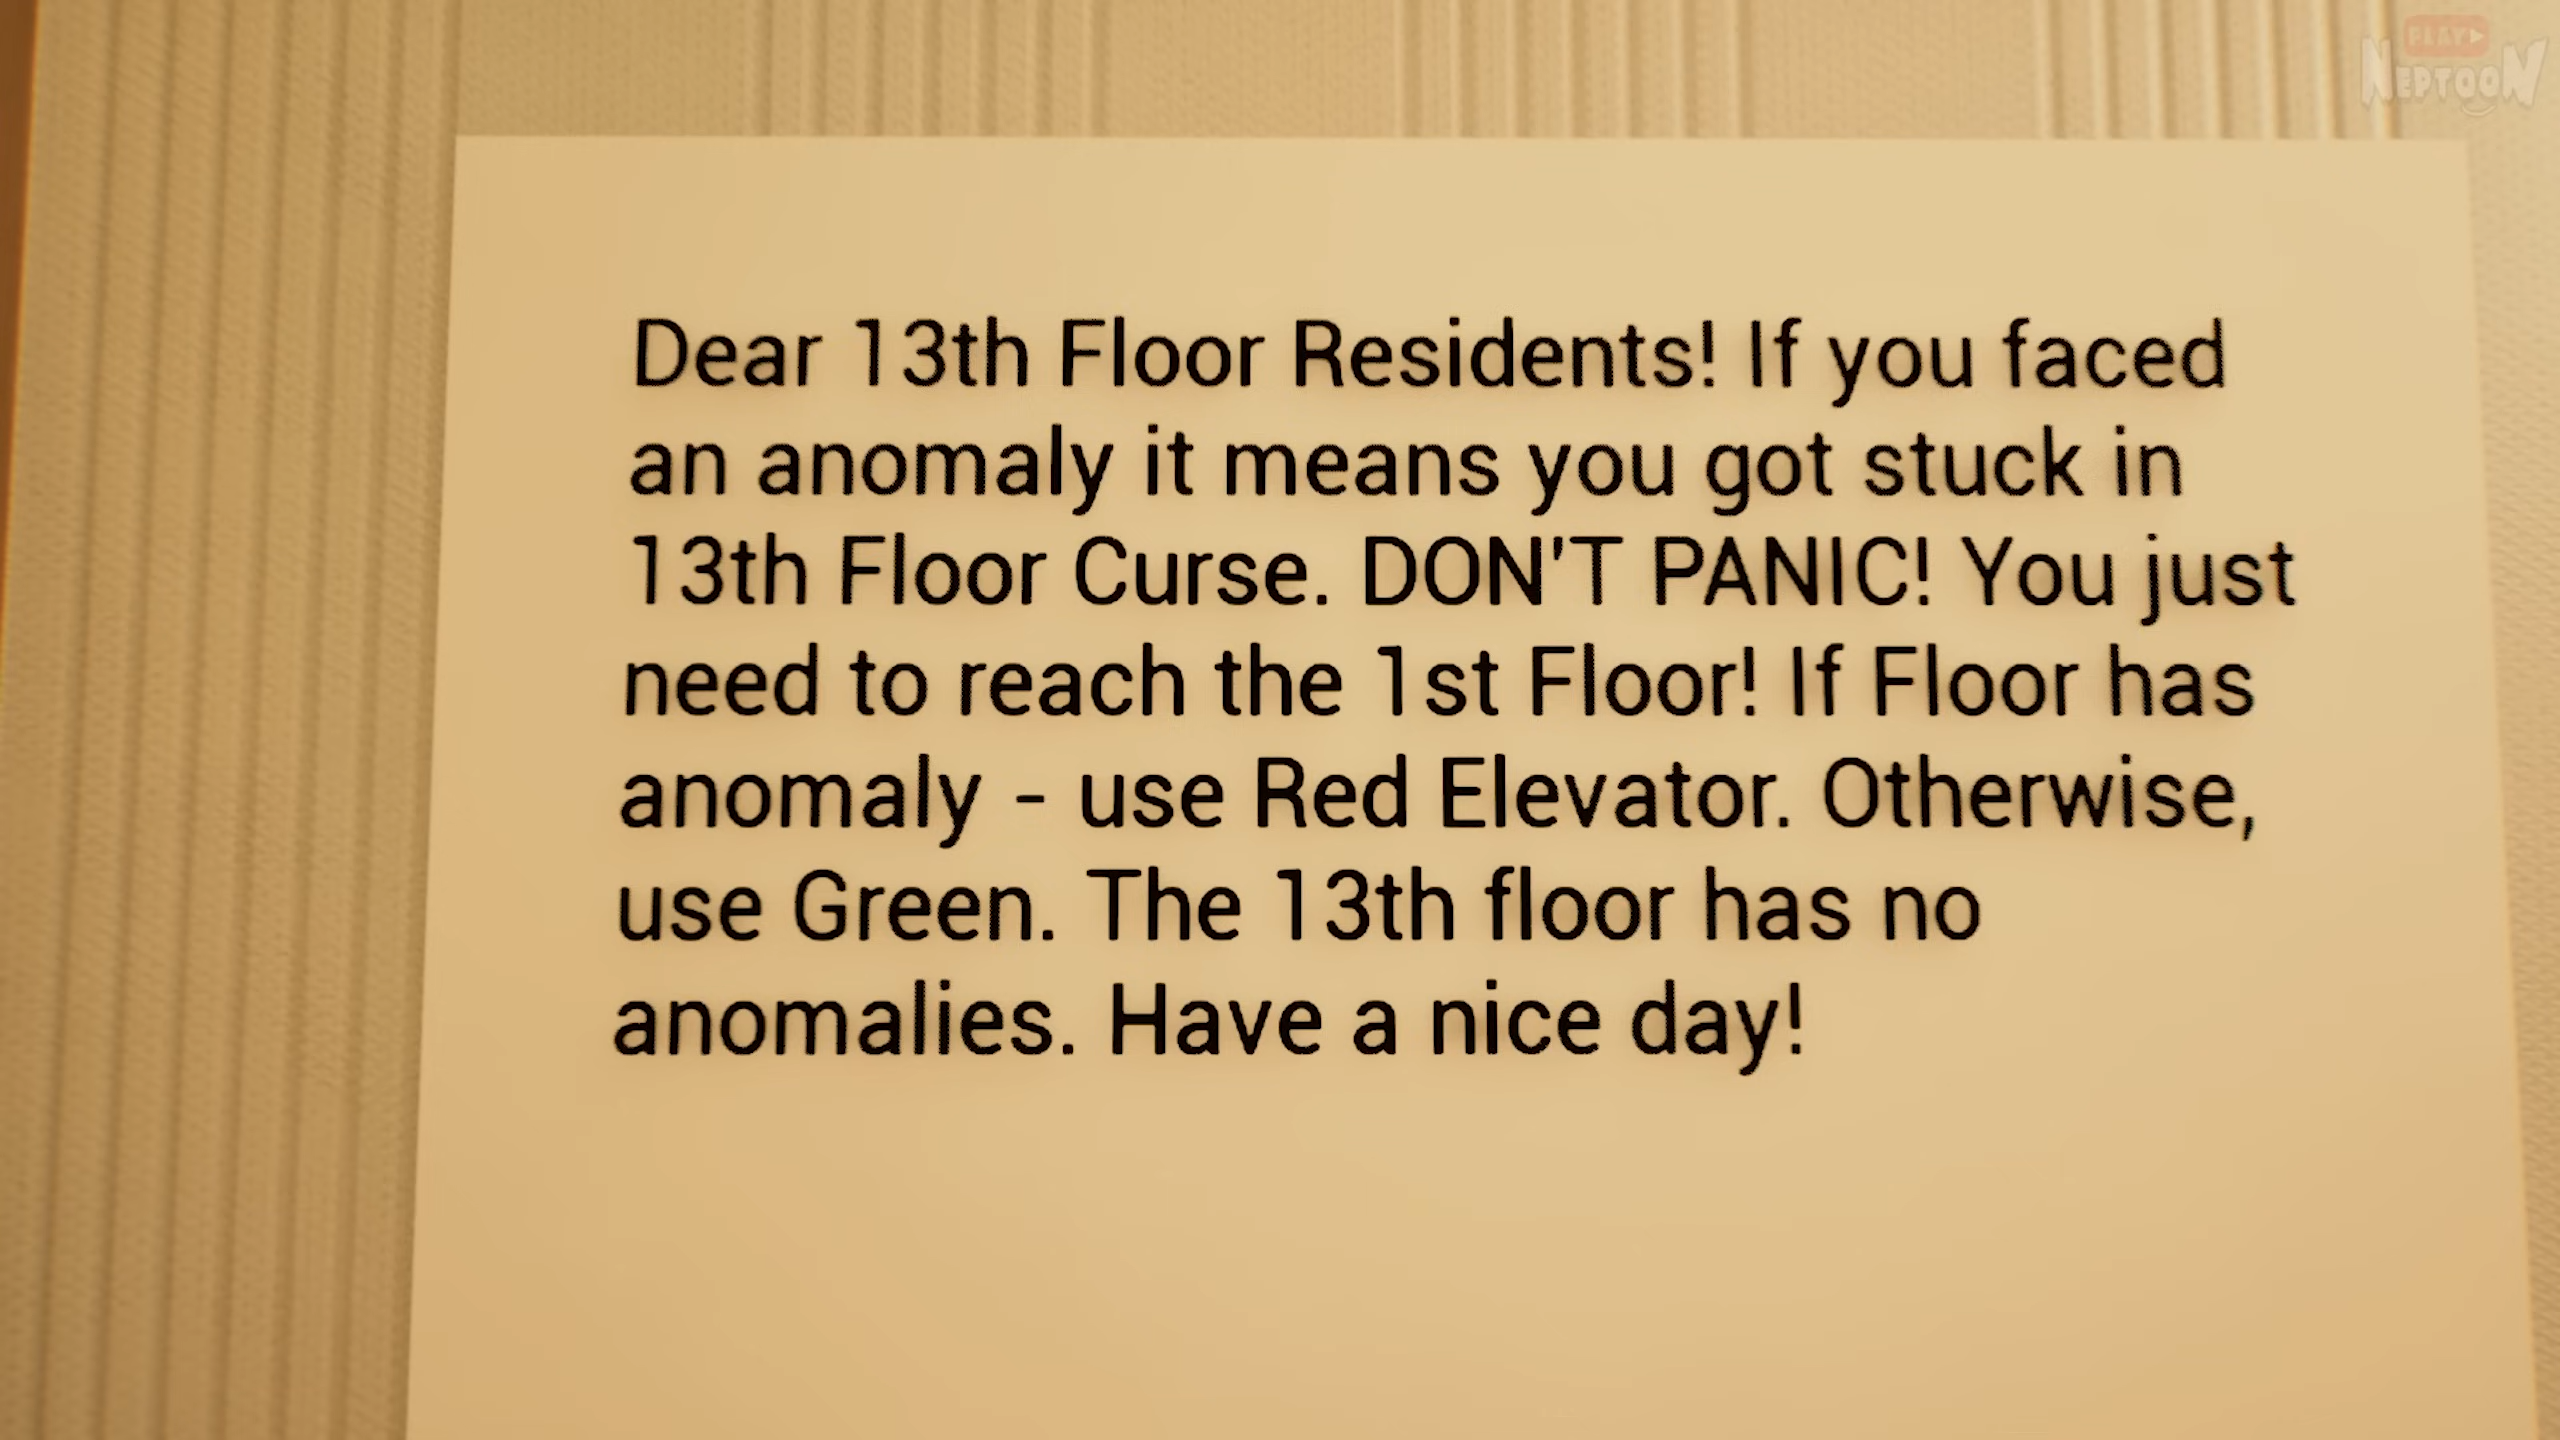 PLAY
NEPTOON
Dear 13th Floor Residents! If you faced
an anomaly it means you got stuck in
13th Floor Curse. DON'T PANIC! You just
need to reach the 1st Floor! If Floor has
anomaly - use Red Elevator. Otherwise,
use Green. The 13th floor has no
anomalies. Have a nice day!